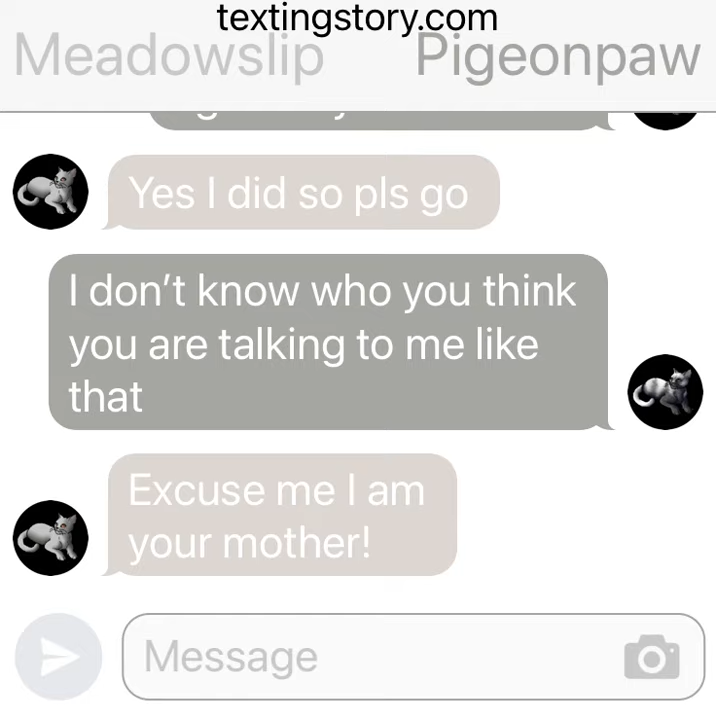 textingstory.com
Meadowslip Pigeonpaw
Yes I did so pls go
I don’t know who you think
you are talking to me like
that
Excuse me I am
your mother!
Message